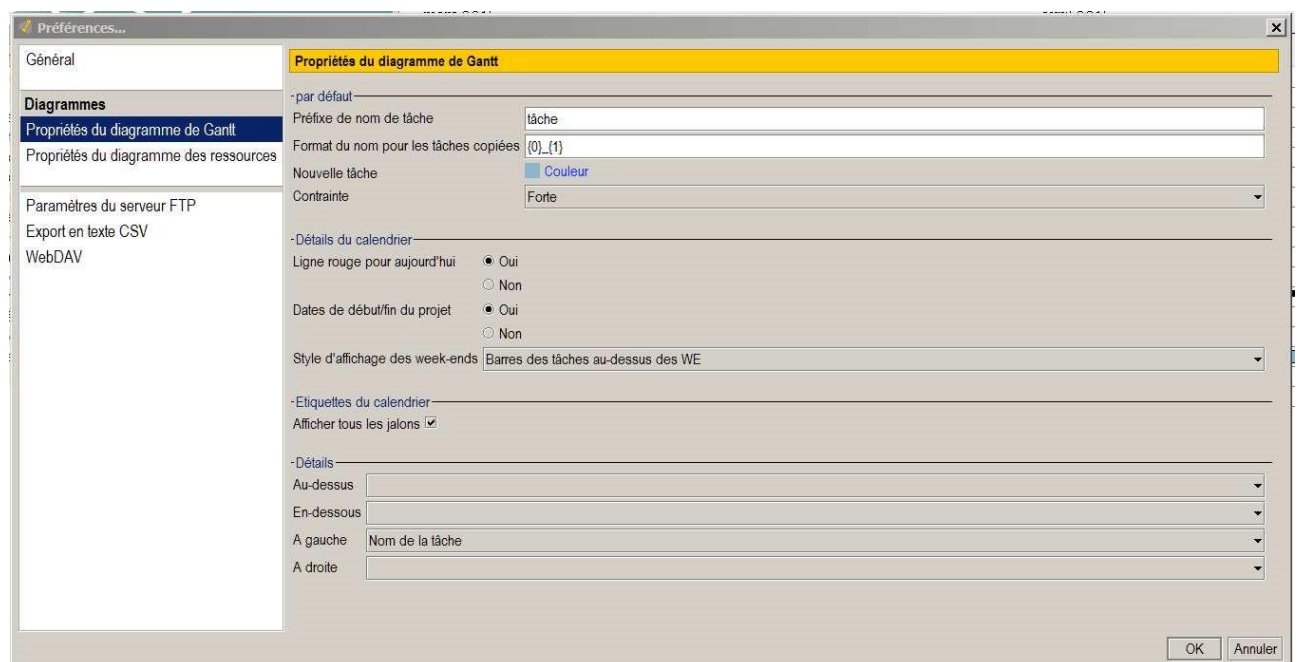 Préférences...
Général
Diagrammes
Propriétés du diagramme de Gantt
Propriétés du diagramme des ressources
Paramètres du serveur FTP
Export en texte CSV
WebDAV
Propriétés du diagramme de Gantt
par défaut
Préfixe de nom de tâche tâche
Format du nom pour les tâches copiées {0}_{1}
Nouvelle tâche Couleur
Contrainte Forte
Détails du calendrier
Ligne rouge pour aujourd'hui Oui
Non
Dates de début/fin du projet Oui
Non
Style d'affichage des week-ends Barres des tâches au-dessus des WE
Etiquettes du calendrier
Afficher tous les jalons
Détails
Au-dessus
En-dessous
A gauche Nom de la tâche
A droite
OK Annuler